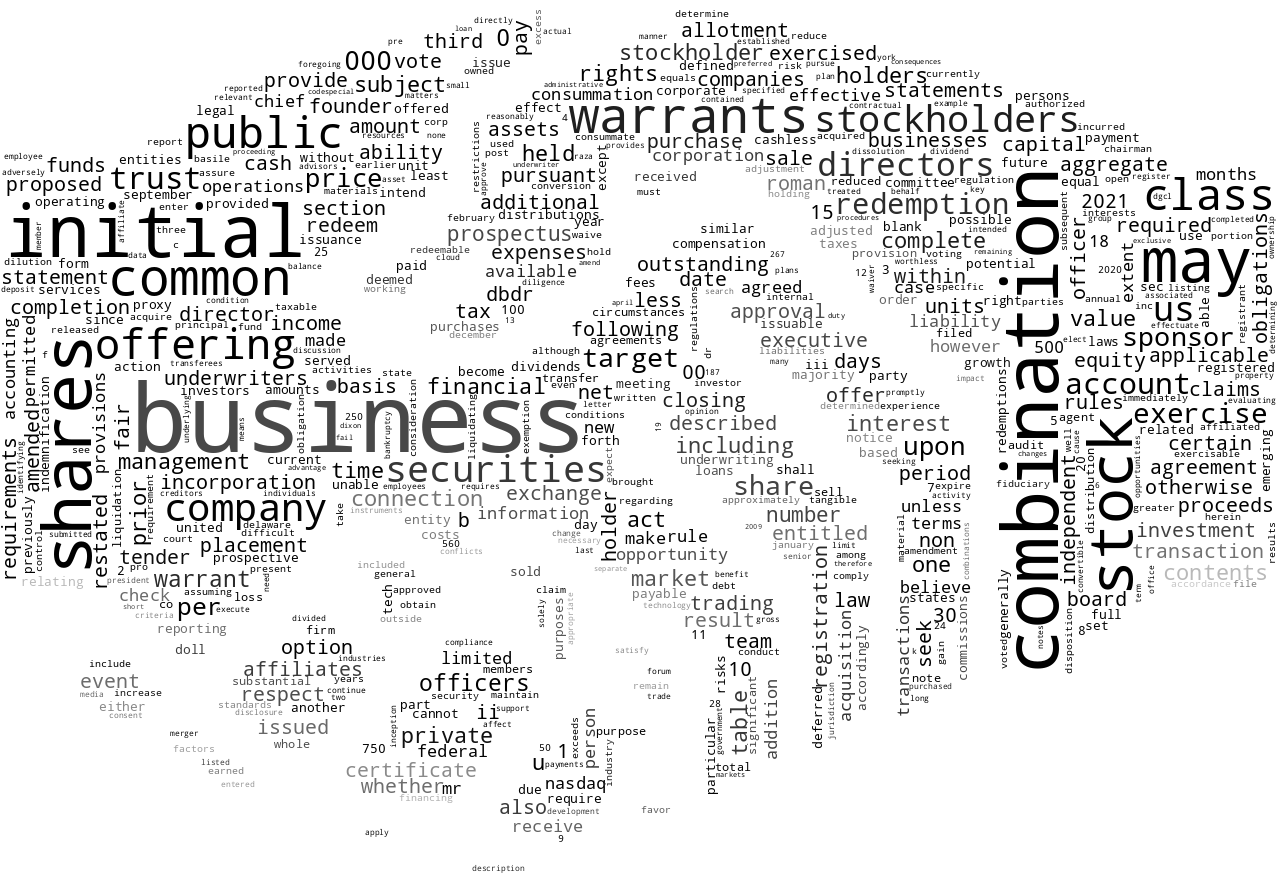 determine
directly loan excess actual
pre third 0 pay allotment
manner established reduce
foregoing 000 vote issue stockholder exercised york
owned defined preferred risk pursue consequences
reported codespecial provide subject small rights equals companies plan holders currently
administrative
relevant chief founder matters offered consummation corporate specified effective statements persons
legal effect contained contractual example authorized
public amount resources corp reasonably 4 warrants stockholders incurred
report none assets used consummate purchase cashless acquired businesses capital payment
employee funds entities basile proceeding cash without ability restrictions post held raza except provides corporation sale dissolution dividend chairman
adversely assure advisors earlier unit approve underwriter received adjustment directors future aggregate
proposed trust operations price asset least pursuant must roman reduced committee regulation equal open register months
operating september materials intend conversion holding treated behalf key dgcl class
enter provided section additional 15 redemption 2021 interests
initial member affiliate three c data redeem february distributions year procedures blank possible group required completed ownership
issuance prospectus waive similar adjusted intended subsequent officer 18 exclusive use portion
25 redeemable expenses hold compensation taxes complete remaining may
dilution form balance cloud amend 267 provision voting
statement common paid available diligence outstanding plans worthless potential 2020 extent sec listing obligations
deposit services condition deemed working case fees date agreed 12 waiver 3 within specific annual associated
completion proxy taxable dbdr april less search internal order units right parties inc us able registrant
since acquire tax 100 circumstances regulations approval duty liability filed value effectuate determining
released director principal fund income purchases 13 following issuable however 500 elect laws sponsor
f offering discussion made december agreements executive growth
action transferees served although target dr liabilities equity applicable
accounting permitted activities state become dividends 00 187 many iii days impact registered
underwriters basis financial transfer meeting investor majority party account claims property
investors amounts even net written closing offer promptly rules immediately evaluating
shares amended provisions fair business underlying means obligation 250 dixon fail bankruptcy consideration liquidating exemption letter conditions new opinion determined experience redemptions 5 exercise
see forth 19 described interest agent related affiliated
requirements indemnification notice upon audit well cause certain
identifying including based changes exercisable
management current expect underwriting seeking period agreement emerging
previously control liquidation prior requirement advantage time securities loans shall combination independent 20 opportunities
incorporation unable employees requires brought share sell 7 expire fiduciary 6 otherwise
creditors individuals connection exchange regarding approximately tangible activity distribution greater proceeds
company take instruments holder number unless herein
restated submitted united delaware entity b information act 2009 entitled material terms stock investment
court difficult costs day make rule january non amendment results
placement 560 change last opportunity limit combinations convertible transaction
relating tender prospective conflicts necessary separate registration among one contents
2 pro president present included market benefit therefore accordance file
warrant need general sold payable comply believe term office
check assuming approved claim technology trading senior law states board
short co loss tech obtain solely appropriate result gross 30 full
criteria per execute outside purposes 11 commissions votedgenerally 8 set
reporting divided team transactions seek 24 notes
doll firm compliance satisfy conduct acquisition k gain disposition
option industries limited forum accordingly
include affiliates members risks 10 note
event substantial years officers remain purchased
media increase respect continue security maintain trade long
either standards another two part ii support 28 table significant addition deferred jurisdiction
consent disclosure cannot affect
issued inception exceeds person purpose particular government
merger whole private
factors 750 federal 50 1 industry
listed certificate u payments total
earned markets
entered whether mr due nasdaq
financing require
also development favor
receive
apply 9
description